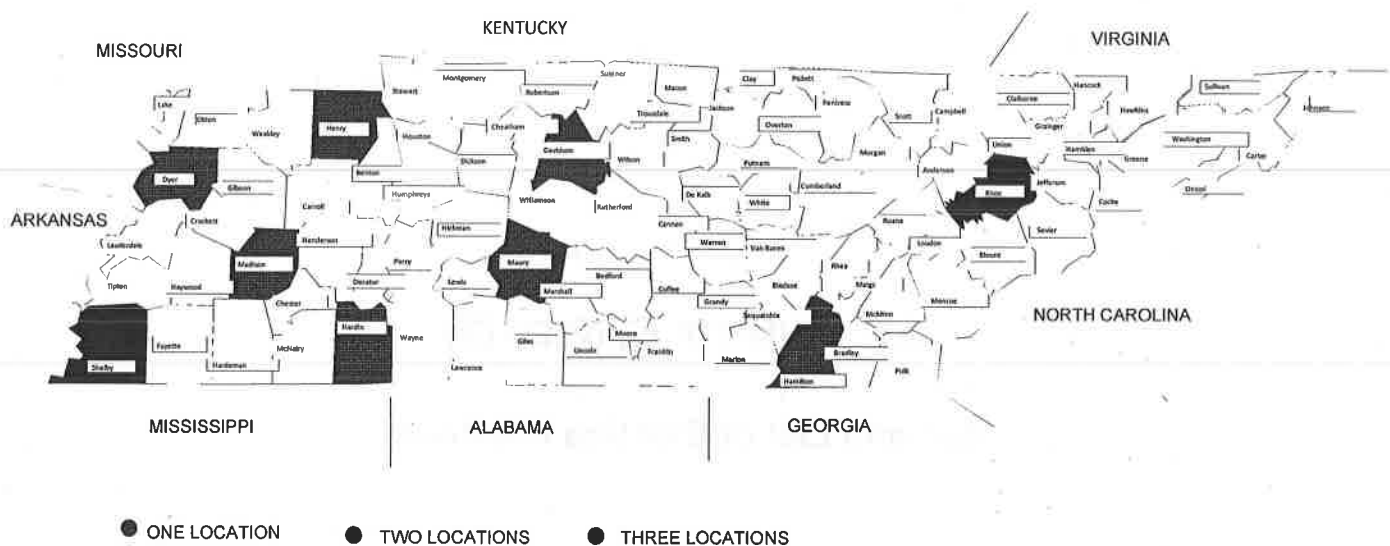 KENTUCKY
MISSOURI
VIRGINIA
Sumner
Stewart
Montgomery
Robertson
Macon
Clay
Pickett
Hancock
Sullivan
Johnson
Lake
Obion
Weakley
Henry
Houston
Cheatham
Trousdale
Jackson
Fentress
Scott
Campbell
Claiborne
Hawkins
Grainger
Washington
Carter
Dickson
Davidson
Wilson
Smith
Overton
Putnam
Morgan
Anderson
Union
Hamblen
Greene
Unicoi
Dyer
Gibson
Benton
Humphreys
Williamson
Rutherford
De Kalb
White
Cumberland
Knox
Jefferson
Cocke
ARKANSAS
Crockett
Carroll
Henderson
Hickman
Cannon
Warren
Van Buren
Roane
Loudon
Sevier
Blount
Lauderdale
Madison
Perry
Maury
Tipton
Haywood
Decatur
Lewis
Marshall
Bedford
Coffee
Grundy
Bledsoe
Rhea
Meigs
Monroe
Chester
Sequatchie
McMinn
NORTH CAROLINA
Shelby
Fayette
Hardeman
McNairy
Hardin
Wayne
Lawrence
Giles
Lincoln
Moore
Franklin
Marion
Hamilton
Bradley
Polk
MISSISSIPPI
ALABAMA
GEORGIA
ONE LOCATION
TWO LOCATIONS
THREE LOCATIONS